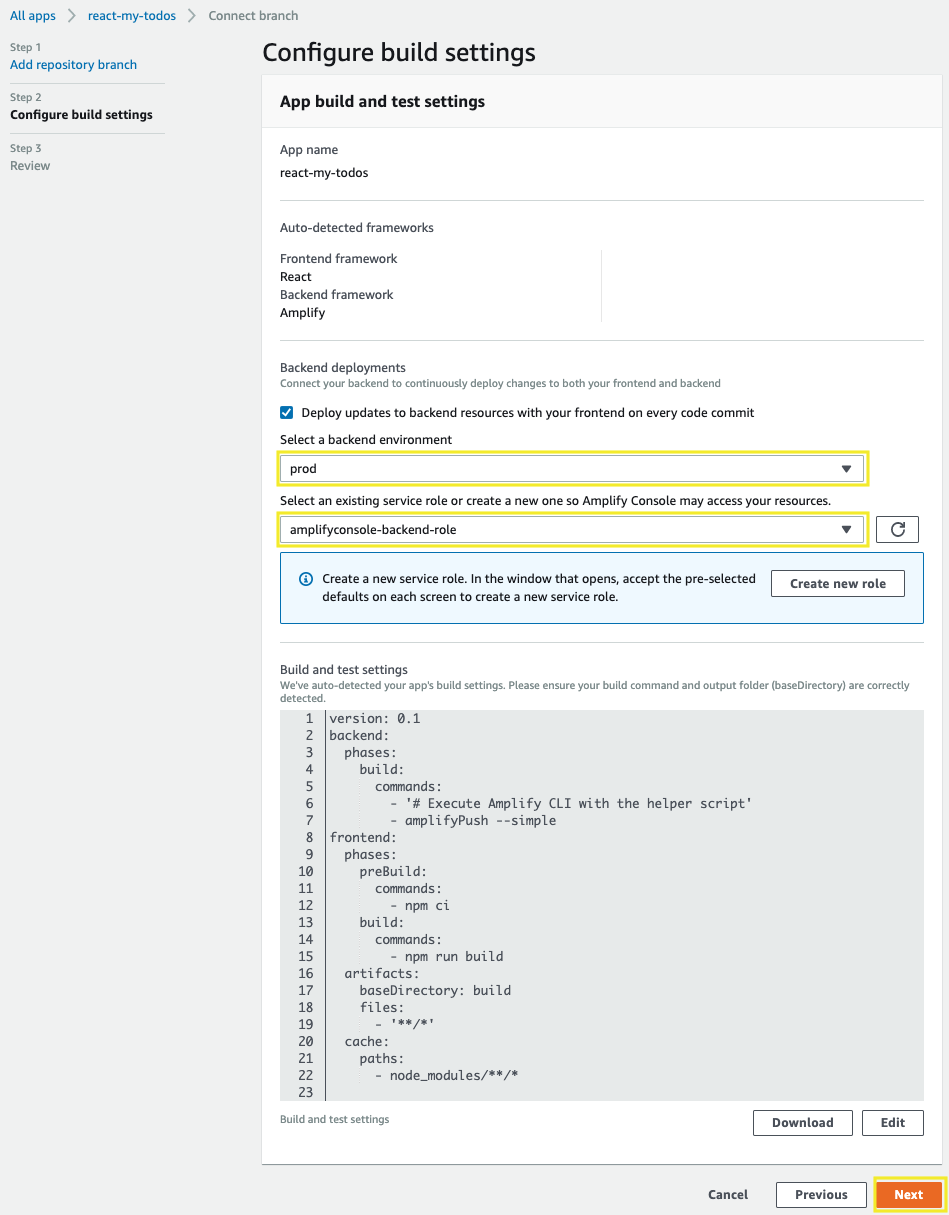 All apps > react-my-todos > Connect branch
Step 1
Add repository branch
Step 2
Configure build settings
Step 3
Review
Configure build settings
App build and test settings
App name
react-my-todos
Auto-detected frameworks
Frontend framework
React
Backend framework
Amplify
Backend deployments
Connect your backend to continuously deploy changes to both your frontend and backend
Deploy updates to backend resources with your frontend on every code commit
Select a backend environment
prod
Select an existing service role or create a new one so Amplify Console may access your resources.
amplifyconsole-backend-role
Create a new service role. In the window that opens, accept the pre-selected
defaults on each screen to create a new service role.
Create new role
Build and test settings
We've auto-detected your app's build settings. Please ensure your build command and output folder (baseDirectory) are correctly
detected.
1 version: 0.1
2 backend:
3   phases:
4     build:
5       commands:
6         - '# Execute Amplify CLI with the helper script'
7         - amplifyPush --simple
8 frontend:
9   phases:
10     preBuild:
11       commands:
12         - npm ci
13     build:
14       commands:
15         - npm run build
16   artifacts:
17     baseDirectory: build
18     files:
19       - '**/*'
20   cache:
21     paths:
22       - node_modules/**/*
23
Build and test settings
Download
Edit
Cancel
Previous
Next